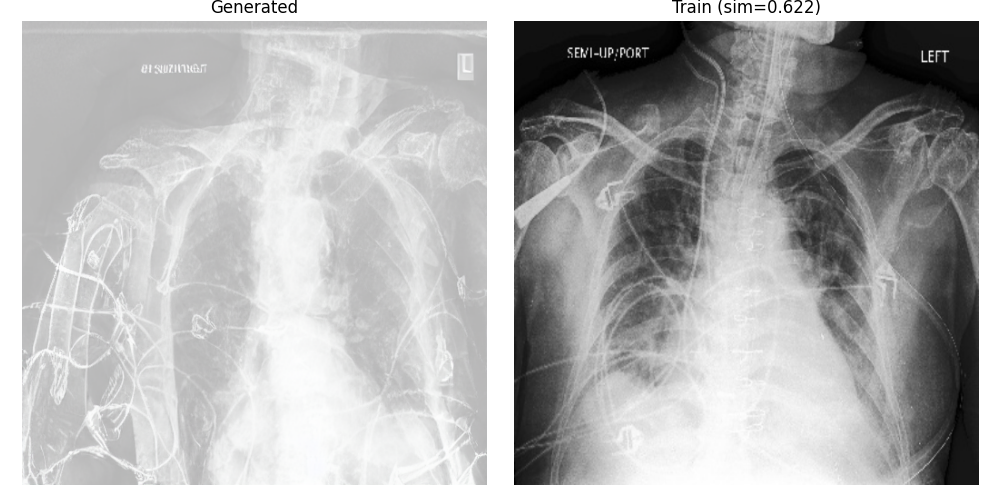 Generated
Train (sim=0.622)
L
SEMI-UP/PORT
LEFT